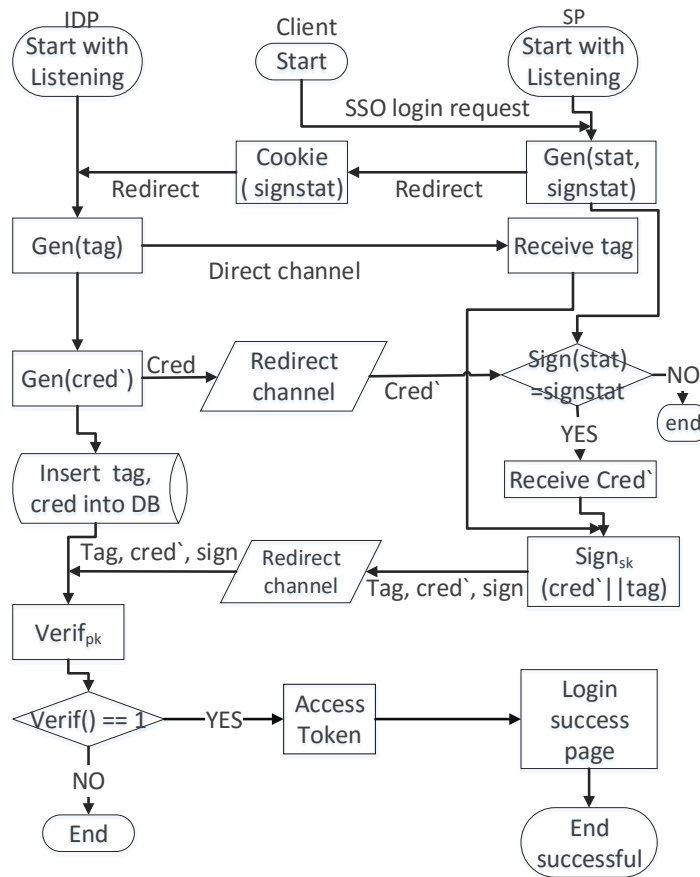 IDP
Client
SP
Start with
Listening
Start
Start with
Listening
SSO login request
Cookie
( signstat)
Gen(stat,
signstat)
Redirect
Redirect
Gen(tag)
Receive tag
Direct channel
Gen(cred`)
Cred
Redirect
channel
Cred`
Sign(stat)
=signstat
NO
end
YES
Insert tag,
cred into DB
Receive Cred`
Tag, cred`, sign
Redirect
channel
Tag, cred`, sign
Signsk
(cred`||tag)
Verifpk
Verif() == 1
YES
Access
Token
Login
success
page
NO
End
End
successful